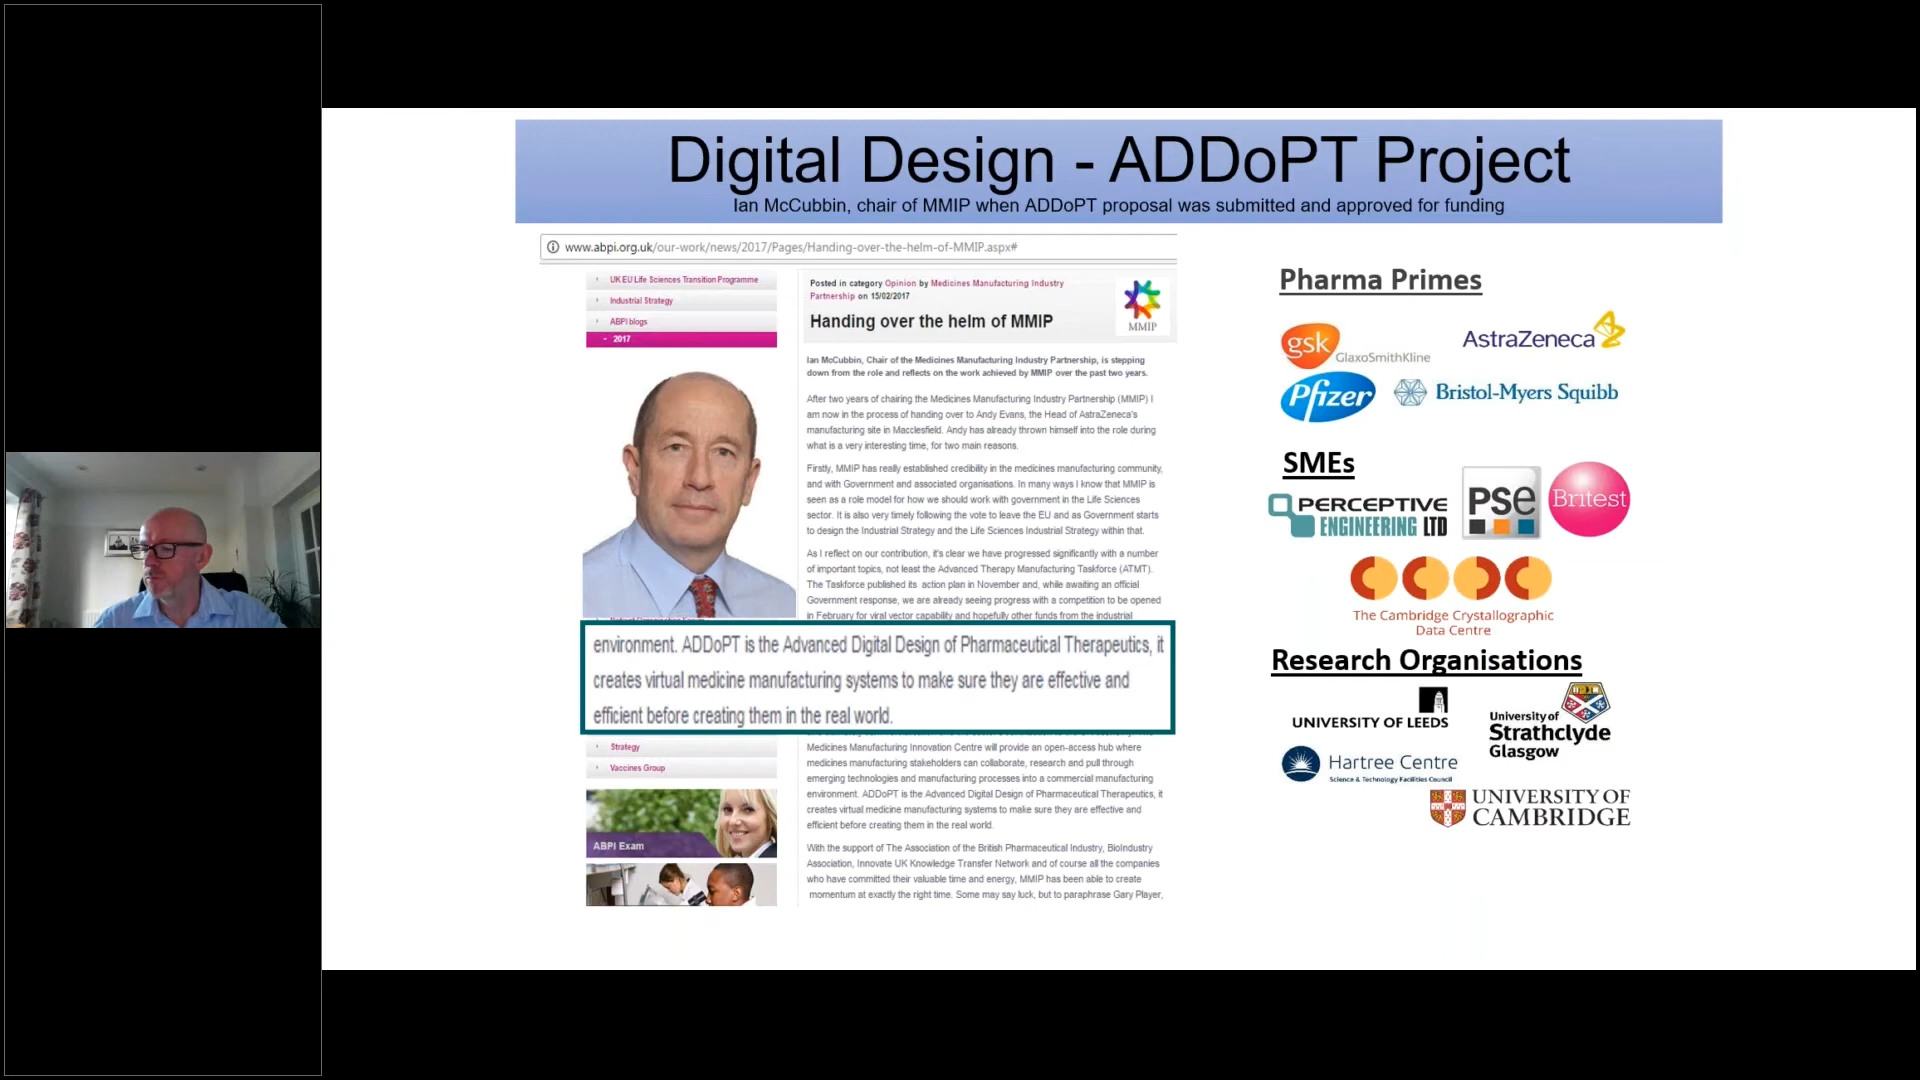 Digital Design - ADDoPT Project
Ian McCubbin, chair of MMIP when ADDoPT proposal was submitted and approved for funding
www.abpi.org.uk/our-work/news/2017/Pages/Handing-over-the-helm-of-MMIP.aspx#
UK EU Life Sciences Transition Programme
Industrial Strategy
ABPI blogs
2017
Posted in category Opinion by Medicines Manufacturing Industry
Partnership on 15/02/2017
Handing over the helm of MMIP
MMIP
Ian McCubbin, Chair of the Medicines Manufacturing Industry Partnership, is stepping
down from the role and reflects on the work achieved by MMIP over the past two years.
After two years of chairing the Medicines Manufacturing Industry Partnership (MMIP) I
am now in the process of handing over to Andy Evans, the Head of AstraZeneca's
manufacturing site in Macclesfield. Andy has already thrown himself into the role during
what is a very interesting time, for two main reasons.
Firstly, MMIP has really established credibility in the medicines manufacturing community,
and with Government and associated organisations. In many ways I know that MMIP is
seen as a role model for how we should work with government in the Life Sciences
sector. It is also very timely following the vote to leave the EU and as Government starts
to design the Industrial Strategy and the Life Sciences Industrial Strategy within that.
As I reflect on our contribution, it's clear we have progressed significantly with a number
of important topics, not least the Advanced Therapy Manufacturing Taskforce (ATMT).
The Taskforce published its action plan in November and, while awaiting an official
Government response, we are already seeing progress with a competition to be opened
in February for viral vector capability and hopefully other funds from the industrial
environment. ADDoPT is the Advanced Digital Design of Pharmaceutical Therapeutics, it
creates virtual medicine manufacturing systems to make sure they are effective and
efficient before creating them in the real world.
Strategy
Vaccines Group
ABPI Exam
Medicines Manufacturing Innovation Centre will provide an open-access hub where
medicines manufacturing stakeholders can collaborate, research and pull through
emerging technologies and manufacturing processes into a commercial manufacturing
environment. ADDoPT is the Advanced Digital Design of Pharmaceutical Therapeutics, it
creates virtual medicine manufacturing systems to make sure they are effective and
efficient before creating them in the real world.
With the support of The Association of the British Pharmaceutical Industry, BioIndustry
Association, Innovate UK Knowledge Transfer Network and of course all the companies
who have committed their valuable time and energy, MMIP has been able to create
momentum at exactly the right time. Some may say luck, but to paraphrase Gary Player,
Pharma Primes
gsk
GlaxoSmithKline
AstraZeneca
Pfizer
Bristol-Myers Squibb
SMEs
PERCEPTIVE
ENGINEERING LTD
PSe
Britest
The Cambridge Crystallographic
Data Centre
Research Organisations
UNIVERSITY OF LEEDS
University of
Strathclyde
Glasgow
Hartree Centre
Science & Technology Facilities Council
UNIVERSITY OF
CAMBRIDGE